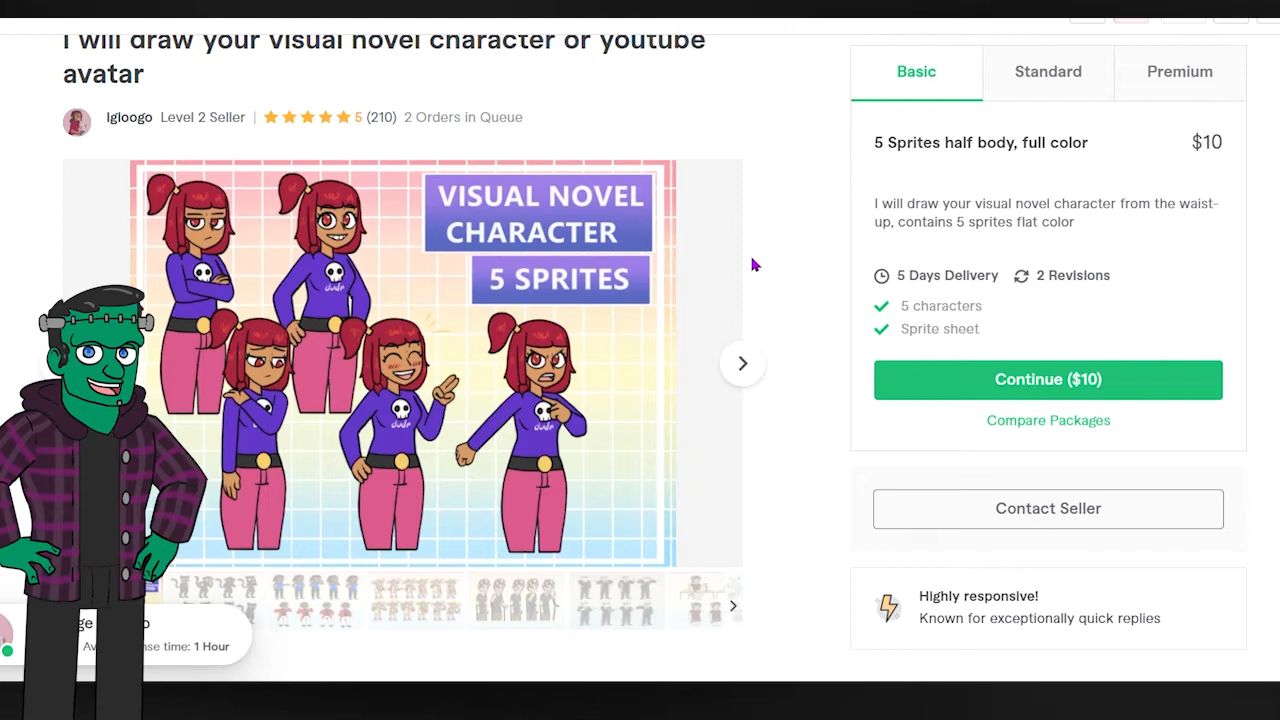 I will draw your visual novel character or youtube
avatar
Igloogo Level 2 Seller | 5 (210) 2 Orders in Queue
VISUAL NOVEL
CHARACTER
5 SPRITES
dude
dude
dude
Basic Standard Premium
5 Sprites half body, full color $10
I will draw your visual novel character from the waist-
up, contains 5 sprites flat color
5 Days Delivery 2 Revisions
5 characters
Sprite sheet
Continue ($10)
Compare Packages
Contact Seller
Highly responsive!
Known for exceptionally quick replies
time: 1 Hour